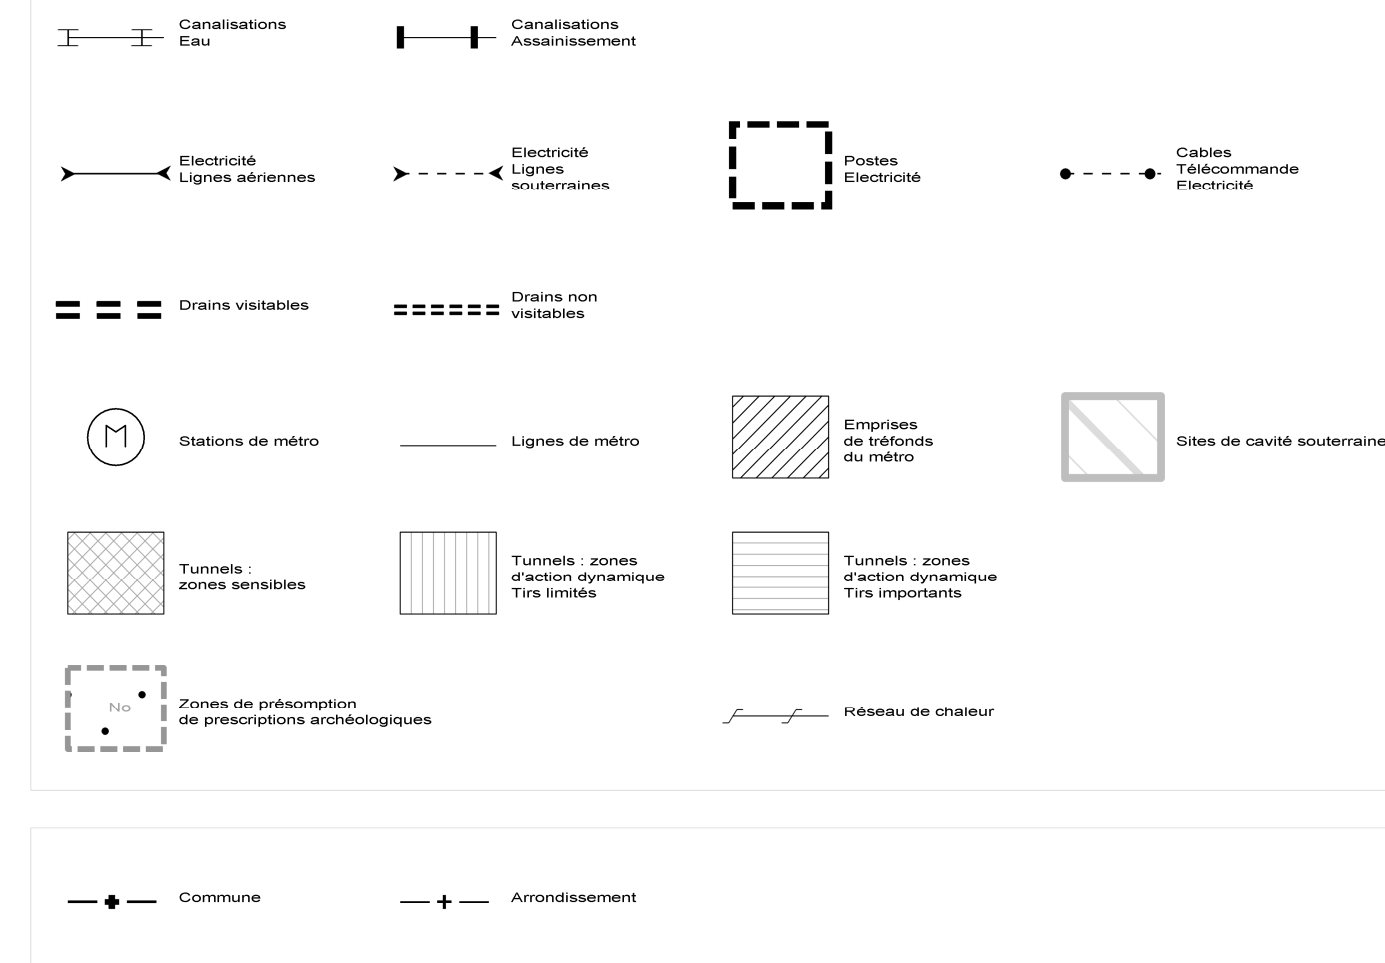 Canalisations
Eau
Canalisations
Assainissement
Electricité
Lignes aériennes
Electricité
Lignes
souterraines
Postes
Electricité
Cables
Télécommande
Electricité
Drains visitables
Drains non
visitables
M
Stations de métro
Lignes de métro
Emprises
de tréfonds
du métro
Sites de cavité souterraine
Tunnels :
zones sensibles
Tunnels : zones
d'action dynamique
Tirs limités
Tunnels : zones
d'action dynamique
Tirs importants
No
Zones de présomption
de prescriptions archéologiques
Réseau de chaleur
Commune
Arrondissement